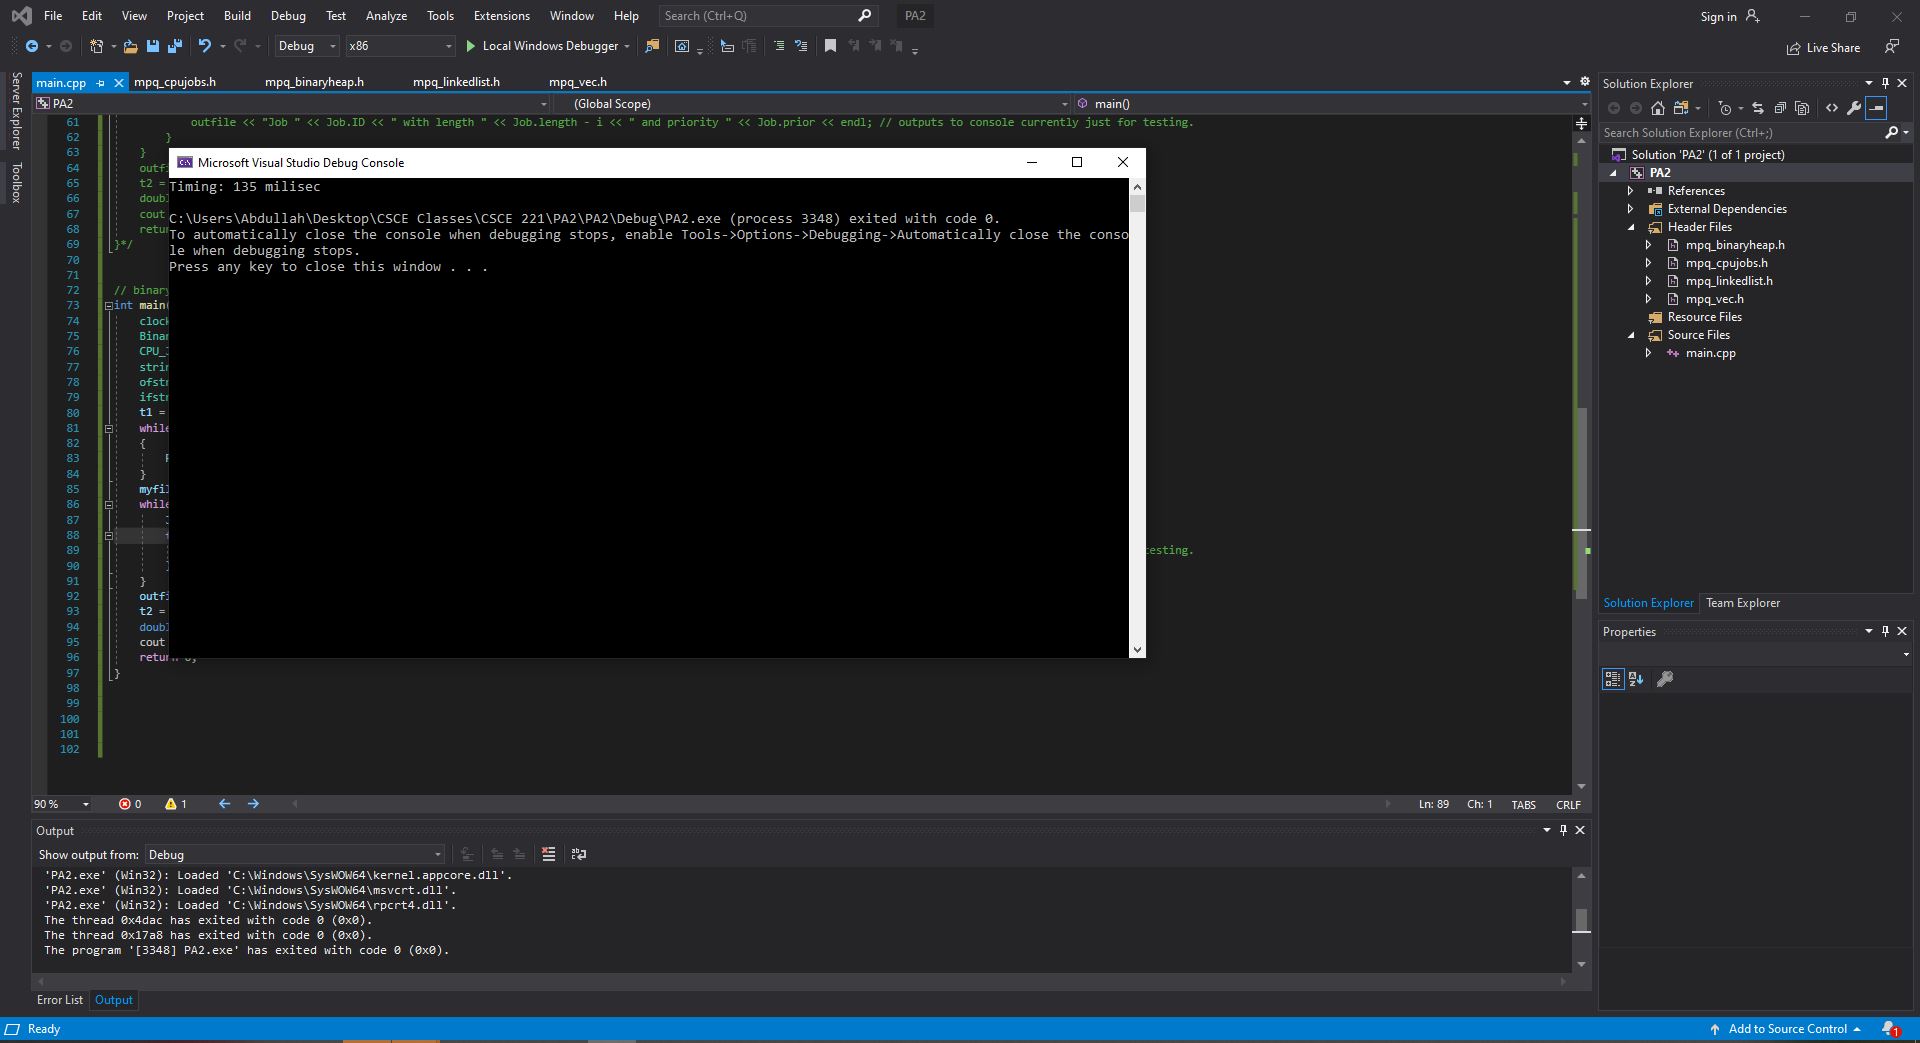 File Edit View Project Build Debug Test Analyze Tools Extensions Window Help Search (Ctrl+Q) PA2 Sign in
Debug x86 Local Windows Debugger Live Share
Server Explorer
Toolbox
main.cpp mpq_cpujobs.h mpq_binaryheap.h mpq_linkedlist.h mpq_vec.h
PA2 (Global Scope) main()
61 outfile << "Job " << Job.ID << " with length " << Job.length - i << " and priority " << Job.prior << endl; // outputs to console currently just for testing.
62 }
63 }
64 outfi
65 t2 =
66 doub
67 cout
68 retur
69 }*/
70
71
72 // binary
73 int main(
74 clock
75 Binar
76 CPU_
77 strin
78 ofstr
79 ifstr
80 t1 =
81 while
82 {
83
84 }
85 myfil
86 while
87
88
89 testing.
90
91 }
92 outfi
93 t2 =
94 doubl
95 cout
96 return
97 }
98
99
100
101
102
Microsoft Visual Studio Debug Console
Timing: 135 milisec
C:\Users\Abdullah\Desktop\CSCE Classes\CSCE 221\PA2\PA2\Debug\PA2.exe (process 3348) exited with code 0.
To automatically close the console when debugging stops, enable Tools->Options->Debugging->Automatically close the conso
le when debugging stops.
Press any key to close this window . . .
90 % 0 1 Ln: 89 Ch: 1 TABS CRLF
Output
Show output from: Debug
'PA2.exe' (Win32): Loaded 'C:\Windows\SysWOW64\kernel.appcore.dll'.
'PA2.exe' (Win32): Loaded 'C:\Windows\SysWOW64\msvcrt.dll'.
'PA2.exe' (Win32): Loaded 'C:\Windows\SysWOW64\rpcrt4.dll'.
The thread 0x4dac has exited with code 0 (0x0).
The thread 0x17a8 has exited with code 0 (0x0).
The program '[3348] PA2.exe' has exited with code 0 (0x0).
Error List Output
Solution Explorer
Search Solution Explorer (Ctrl+;)
Solution 'PA2' (1 of 1 project)
PA2
References
External Dependencies
Header Files
mpq_binaryheap.h
mpq_cpujobs.h
mpq_linkedlist.h
mpq_vec.h
Resource Files
Source Files
main.cpp
Solution Explorer Team Explorer
Properties
Ready Add to Source Control 1